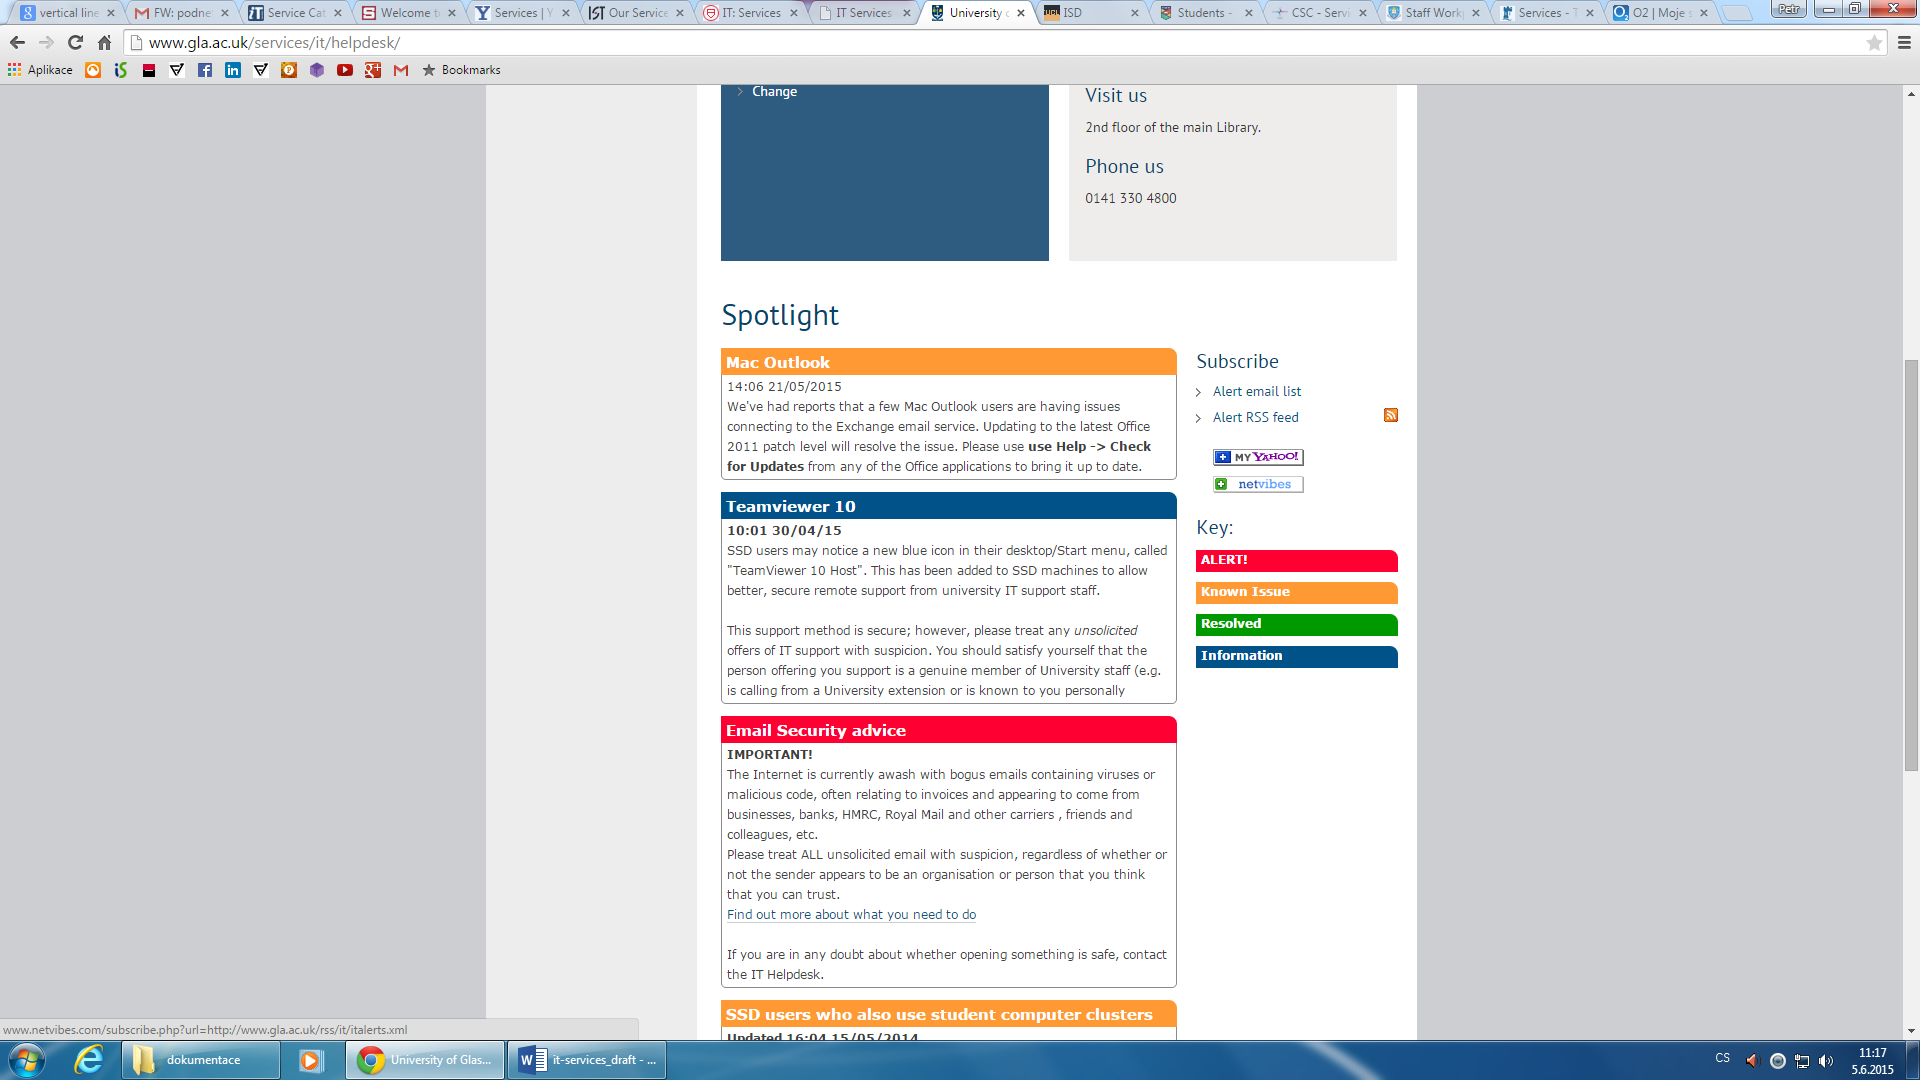 vertical line
FW: podne
Service Cat
Welcome t
Services | Y
Our Service
IT: Services
IT Services
University
ISD
Students -
CSC - Servi
Staff Work
Services - T
O2 | Moje
Petr
www.gla.ac.uk/services/it/helpdesk/
Aplikace
Bookmarks
Change
Visit us
2nd floor of the main Library.
Phone us
0141 330 4800
Spotlight
Mac Outlook
14:06 21/05/2015
We've had reports that a few Mac Outlook users are having issues
connecting to the Exchange email service. Updating to the latest Office
2011 patch level will resolve the issue. Please use use Help -> Check
for Updates from any of the Office applications to bring it up to date.
Teamviewer 10
10:01 30/04/15
SSD users may notice a new blue icon in their desktop/Start menu, called
"TeamViewer 10 Host". This has been added to SSD machines to allow
better, secure remote support from university IT support staff.
This support method is secure; however, please treat any unsolicited
offers of IT support with suspicion. You should satisfy yourself that the
person offering you support is a genuine member of University staff (e.g.
is calling from a University extension or is known to you personally
Email Security advice
IMPORTANT!
The Internet is currently awash with bogus emails containing viruses or
malicious code, often relating to invoices and appearing to come from
businesses, banks, HMRC, Royal Mail and other carriers , friends and
colleagues, etc.
Please treat ALL unsolicited email with suspicion, regardless of whether or
not the sender appears to be an organisation or person that you think
that you can trust.
Find out more about what you need to do
If you are in any doubt about whether opening something is safe, contact
the IT Helpdesk.
SSD users who also use student computer clusters
Updated 16:04 15/05/2014
Subscribe
Alert email list
Alert RSS feed
MY YAHOO!
netvibes
Key:
ALERT!
Known Issue
Resolved
Information
www.netvibes.com/subscribe.php?url=http://www.gla.ac.uk/rss/it/italerts.xml
dokumentace
University of Glas...
it-services_draft - ...
CS
11:17
5.6.2015